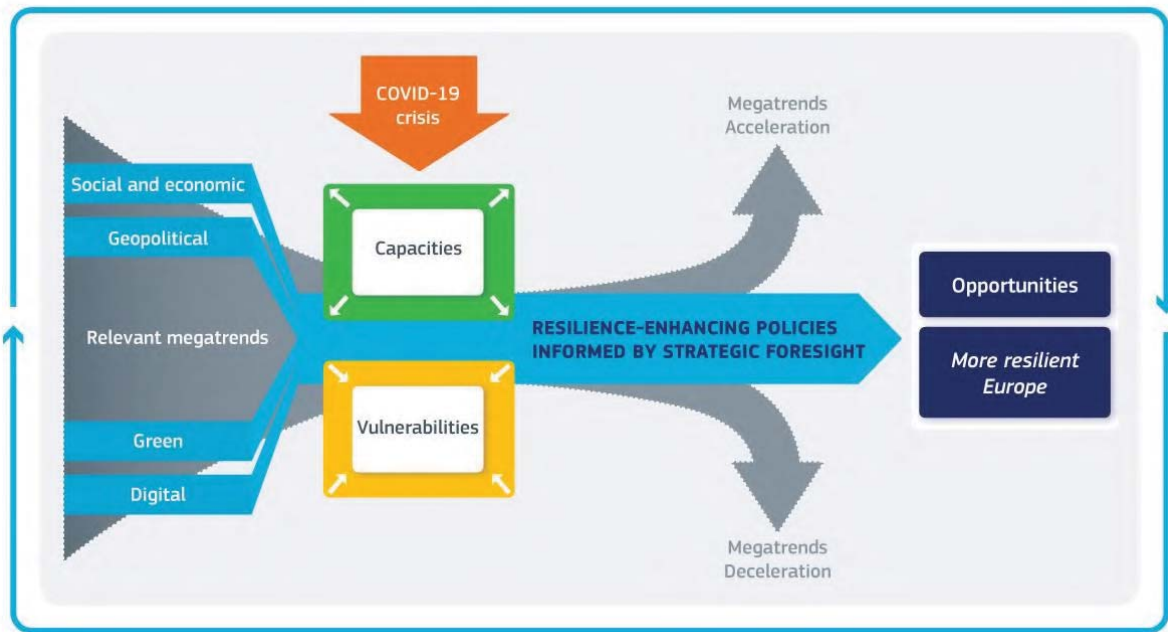 COVID-19
crisis
Megatrends
Acceleration
Social and economic
Geopolitical
Relevant megatrends
Green
Digital
Capacities
Vulnerabilities
RESILIENCE-ENHANCING POLICIES
INFORMED BY STRATEGIC FORESIGHT
Opportunities
More resilient
Europe
Megatrends
Deceleration